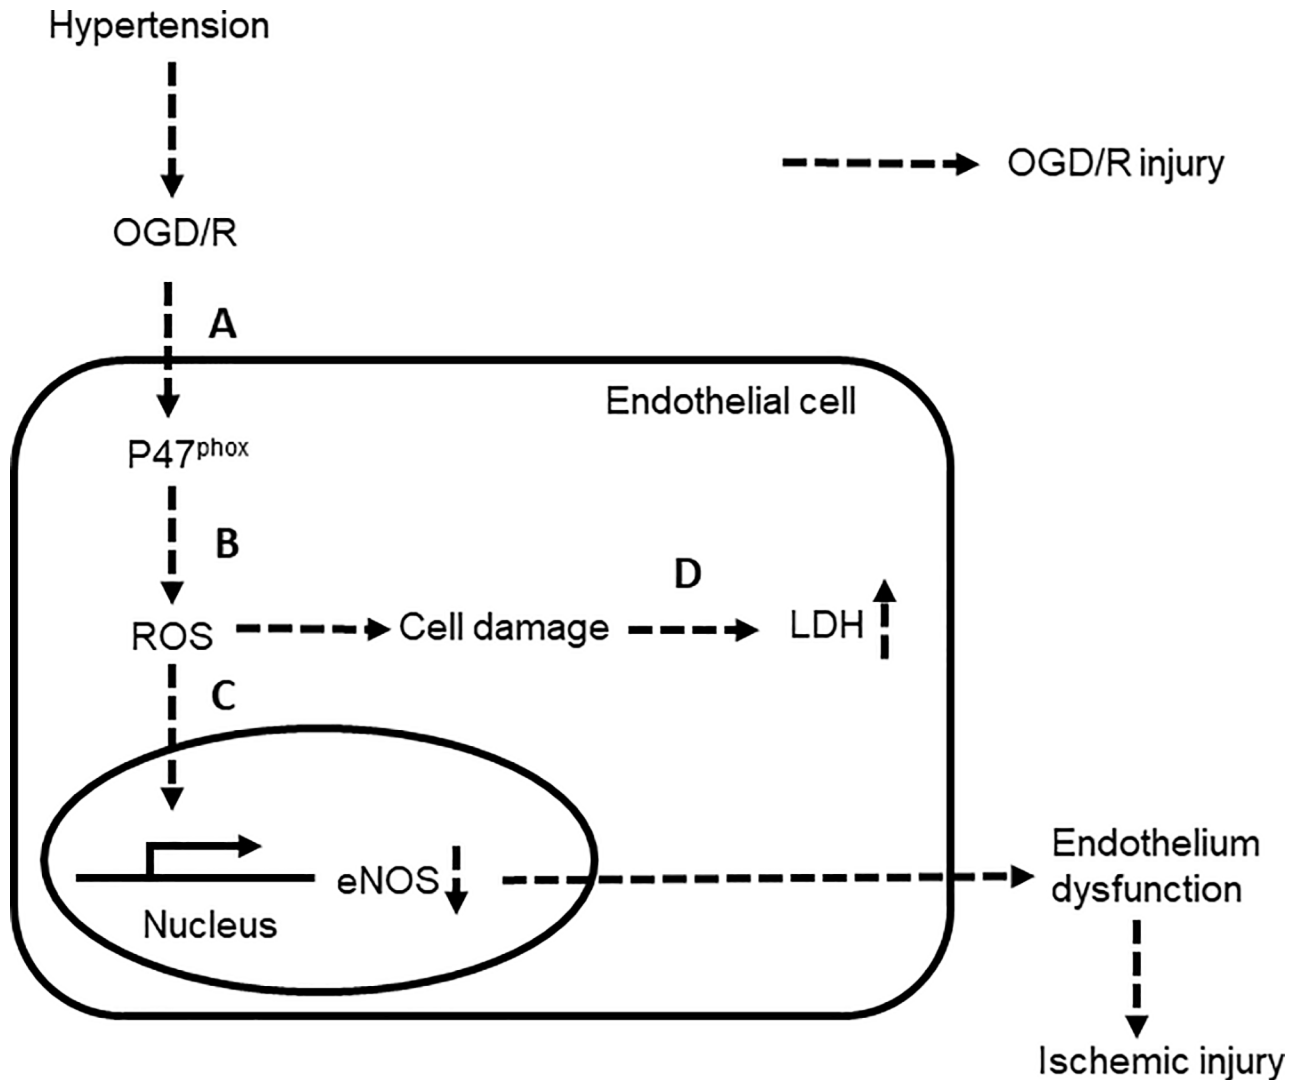 Hypertension
OGD/R injury
OGD/R
A
Endothelial cell
P47phox
B
D
ROS
Cell damage
LDH
C
eNOS
Nucleus
Endothelium
dysfunction
Ischemic injury